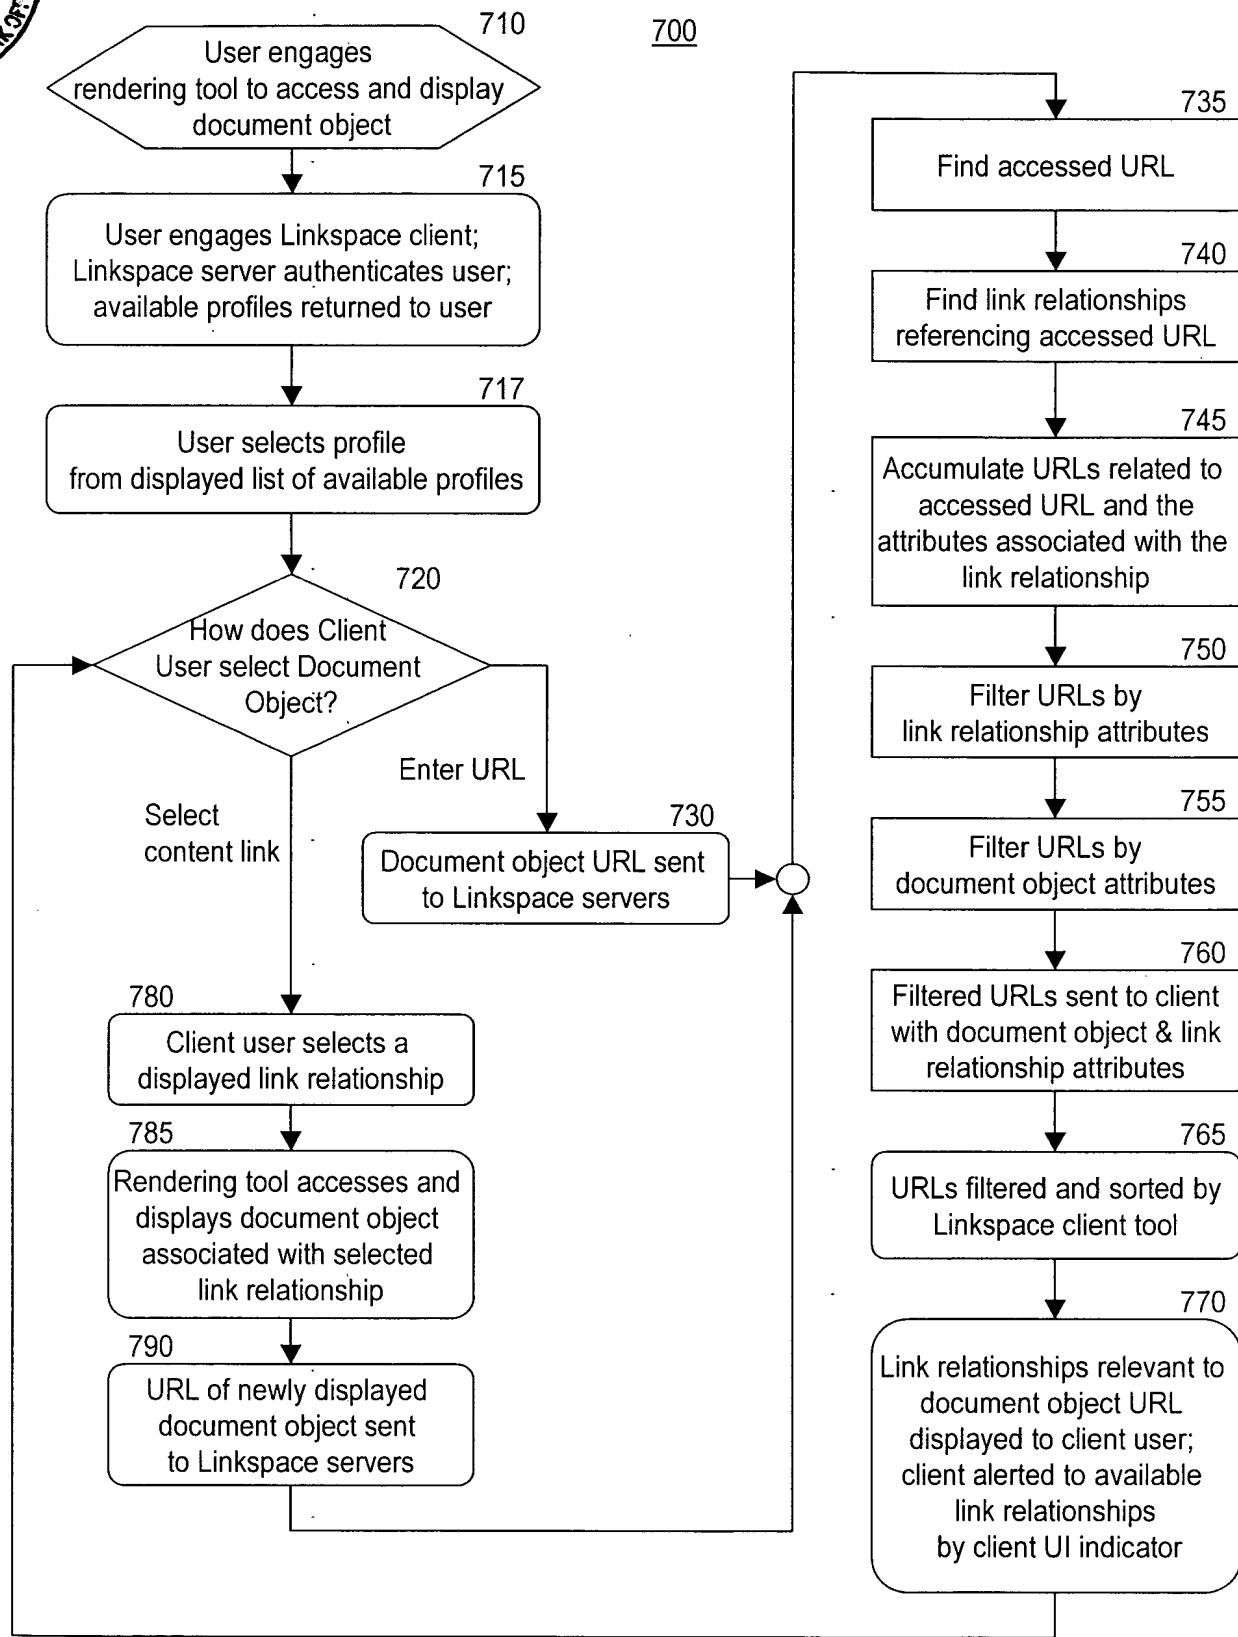 700
710
User engages
rendering tool to access and display
document object
715
User engages Linkspace client;
Linkspace server authenticates user;
available profiles returned to user
717
User selects profile
from displayed list of available profiles
720
How does Client
User select Document
Object?
Enter URL
Select
content link
730
Document object URL sent
to Linkspace servers
780
Client user selects a
displayed link relationship
785
Rendering tool accesses and
displays document object
associated with selected
link relationship
790
URL of newly displayed
document object sent
to Linkspace servers
735
Find accessed URL
740
Find link relationships
referencing accessed URL
745
Accumulate URLs related to
accessed URL and the
attributes associated with the
link relationship
750
Filter URLs by
link relationship attributes
755
Filter URLs by
document object attributes
760
Filtered URLs sent to client
with document object & link
relationship attributes
765
URLs filtered and sorted by
Linkspace client tool
770
Link relationships relevant to
document object URL
displayed to client user;
client alerted to available
link relationships
by client UI indicator